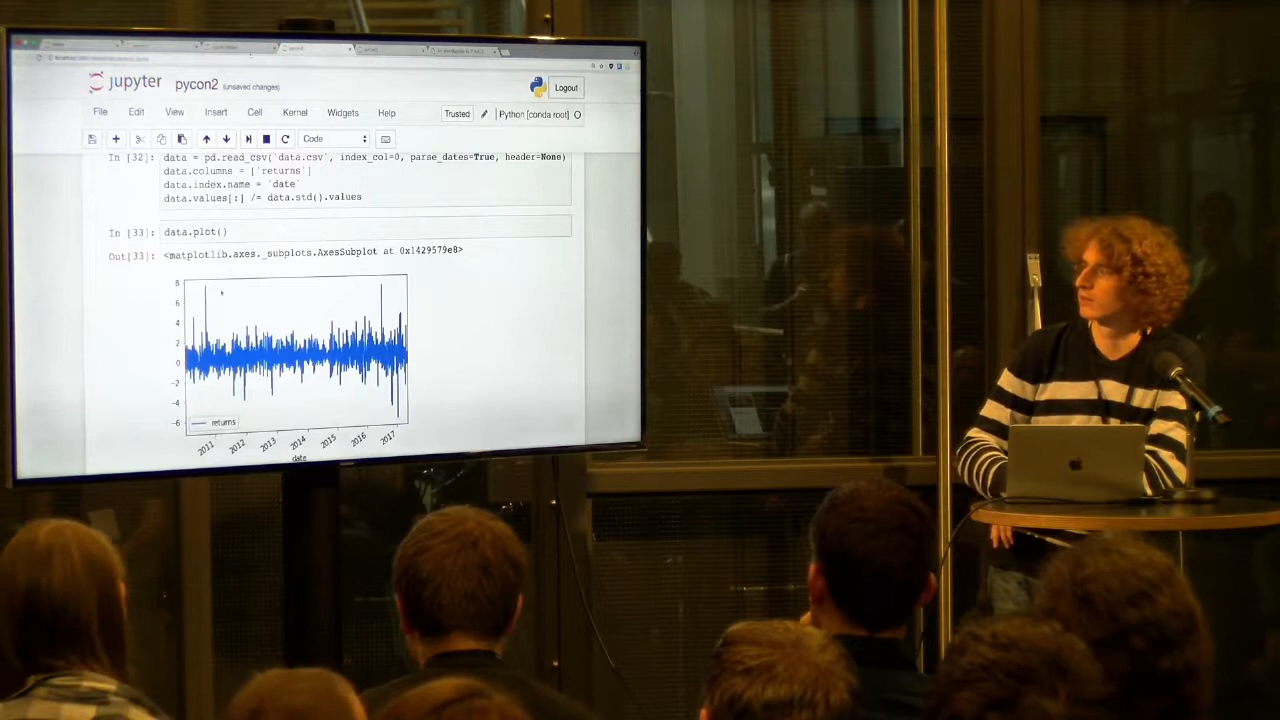 jupyter pycon2 (unsaved changes) Logout
File Edit View Insert Cell Kernel Widgets Help Trusted Python [conda root]
Code
In [32]: data = pd.read_csv('data.csv', index_col=0, parse_dates=True, header=None)
data.columns = ['returns']
data.index.name = 'date'
data.values[:] /= data.std().values
In [33]: data.plot()
Out[33]: <matplotlib.axes._subplots.AxesSubplot at 0x1429579e8>
8
6
4
2
0
−2
−4
−6
returns
2011 2012 2013 2014 2015 2016 2017
date